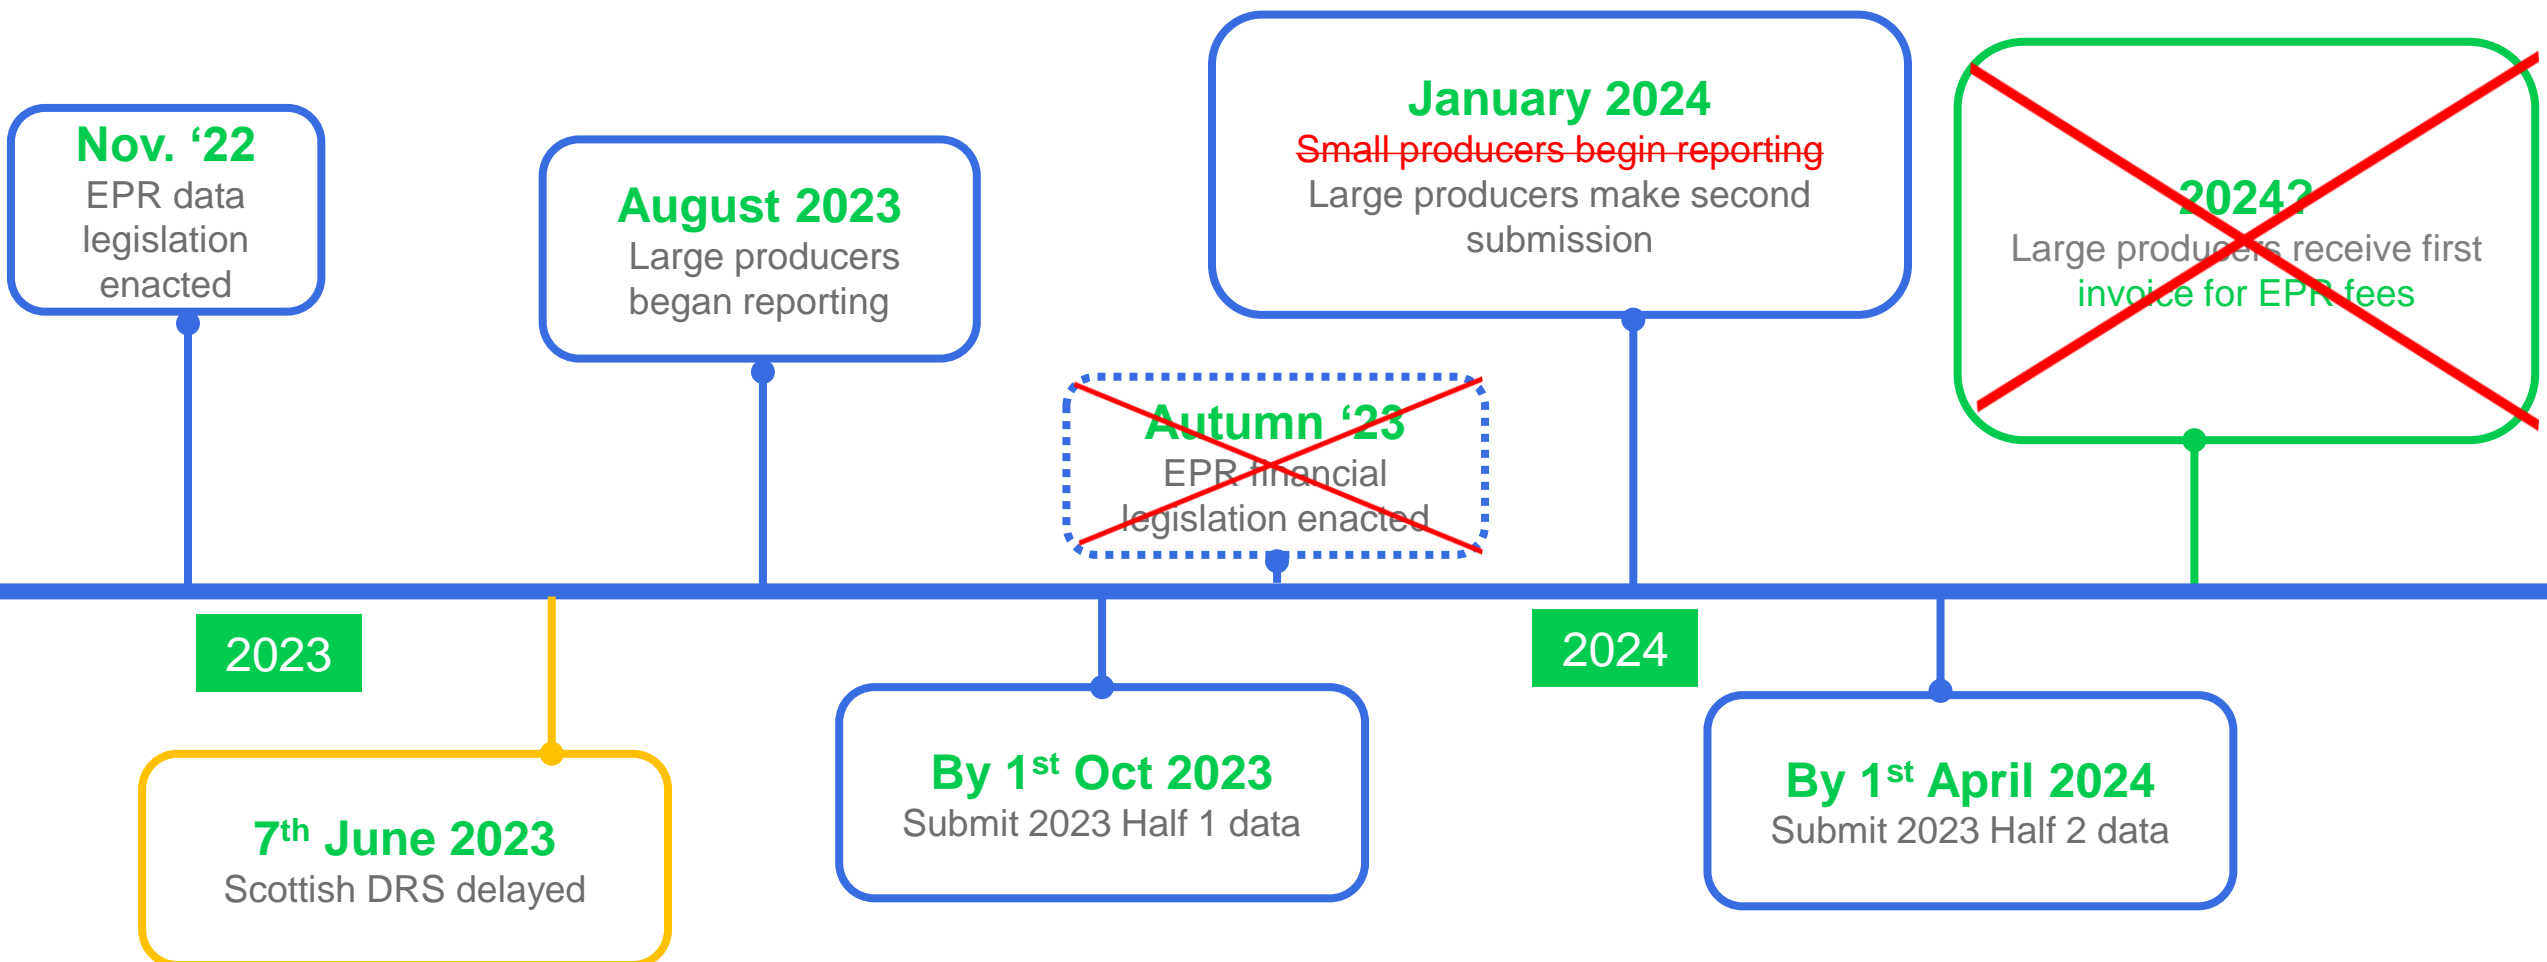 Nov. ‘22
EPR data
legislation
enacted
August 2023
Large producers
began reporting
January 2024
Small producers begin reporting
Large producers make second
submission
2024?
Large producers receive first
invoice for EPR fees
Autumn ‘23
EPR financial
legislation enacted
2023
2024
7th June 2023
Scottish DRS delayed
By 1st Oct 2023
Submit 2023 Half 1 data
By 1st April 2024
Submit 2023 Half 2 data